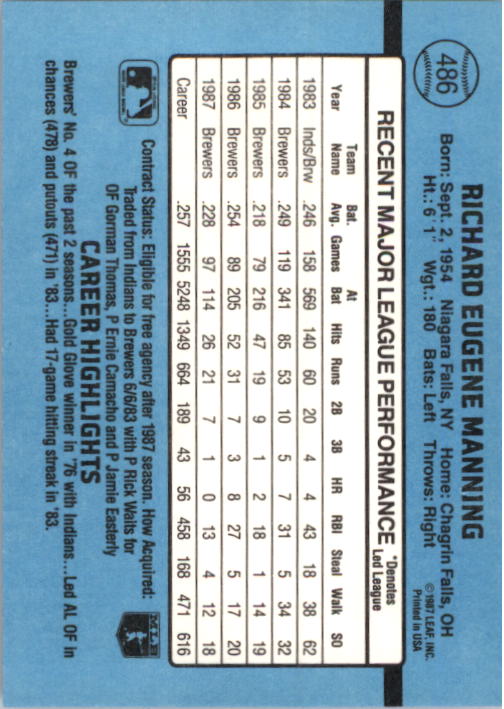 486
RICHARD EUGENE MANNING
Born: Sept. 2, 1954 Niagara Falls, NY Home: Chagrin Falls, OH
Ht.: 6' 1" Wgt.: 180 Bats: Left Throws: Right
©1987 LEAF, INC.
Printed in USA
RECENT MAJOR LEAGUE PERFORMANCE
*Denotes
Led League
Year Team Name Bat. Avg. Games At Bat Hits Runs 2B 3B HR RBI Steal Walk SO
1983 Inds/Brw .246 158 569 140 60 20 4 4 43 18 38 62
1984 Brewers .249 119 341 85 53 10 5 7 31 5 34 32
1985 Brewers .218 79 216 47 19 9 1 2 18 1 14 19
1986 Brewers .254 89 205 52 31 7 3 8 27 5 17 20
1987 Brewers .228 97 114 26 21 7 1 0 13 4 12 18
Career .257 1555 5248 1349 664 189 43 56 458 168 471 616
Contract Status: Eligible for free agency after 1987 season. How Acquired:
Traded from Indians to Brewers 6/6/83 with P Rick Waits for
OF Gorman Thomas, P Ernie Camacho and P Jamie Easterly
MLB
CAREER HIGHLIGHTS
Brewers' No. 4 OF the past 2 seasons...Gold Glove winner in '76 with Indians...Led AL OF in
chances (478) and putouts (471) in '83...Had 17-game hitting streak in '83.